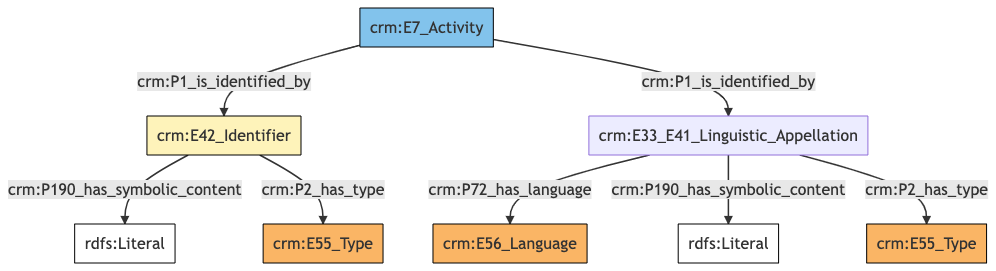 crm:E7_Activity
crm:P1_is_identified_by crm:P1_is_identified_by
crm:E42_Identifier crm:E33_E41_Linguistic_Appellation
crm:P190_has_symbolic_content crm:P2_has_type crm:P72_has_language crm:P190_has_symbolic_content crm:P2_has_type
rdfs:Literal crm:E55_Type crm:E56_Language rdfs:Literal crm:E55_Type